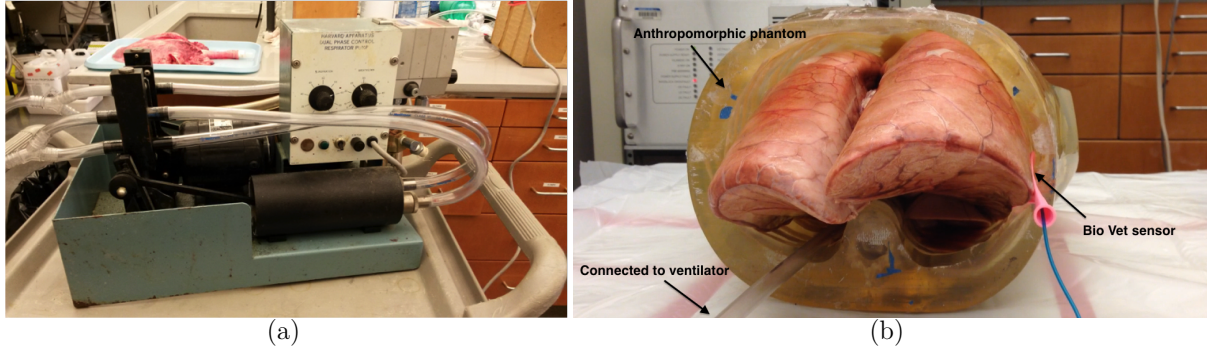 HARVARD APPARATUS
DUAL PHASE CONTROL
RESPIRATOR PUMP
Anthropomorphic phantom
Bio Vet sensor
Connected to ventilator
(a)
(b)